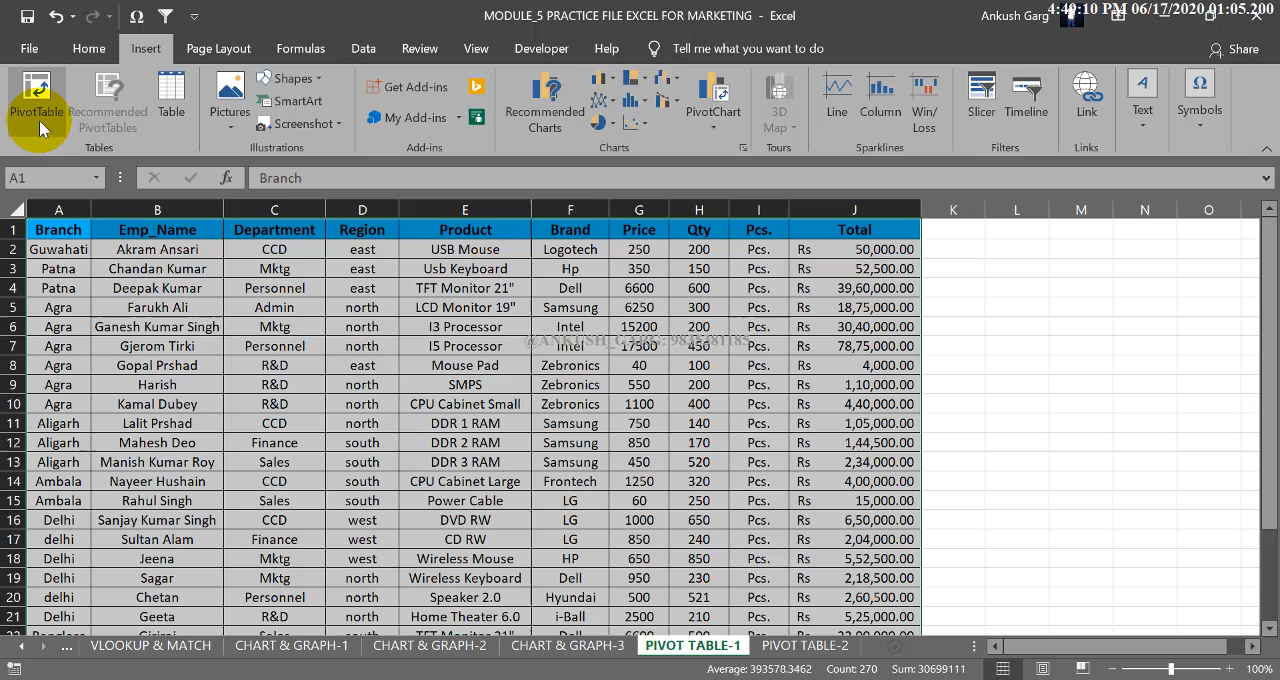 MODULE_5 PRACTICE FILE EXCEL FOR MARKETING - Excel
Ankush Garg
4:49:10 PM 06/17/2020 01:05.200
File Home Insert Page Layout Formulas Data Review View Developer Help Tell me what you want to do Share
PivotTable Recommended PivotTables Table
Tables
Pictures Shapes SmartArt Screenshot
Illustrations
Get Add-ins My Add-ins
Add-ins
Recommended Charts PivotChart
Charts
3D Map
Tours
Line Column Win/Loss
Sparklines
Slicer Timeline
Filters
Link
Links
Text
Symbols
A1 fx Branch
A B C D E F G H I J K L M N O
1 Branch Emp_Name Department Region Product Brand Price Qty Pcs. Total
2 Guwahati Akram Ansari CCD east USB Mouse Logotech 250 200 Pcs. Rs 50,000.00
3 Patna Chandan Kumar Mktg east Usb Keyboard Hp 350 150 Pcs. Rs 52,500.00
4 Patna Deepak Kumar Personnel east TFT Monitor 21" Dell 6600 600 Pcs. Rs 39,60,000.00
5 Agra Farukh Ali Admin north LCD Monitor 19" Samsung 6250 300 Pcs. Rs 18,75,000.00
6 Agra Ganesh Kumar Singh Mktg north I3 Processor Intel 15200 200 Pcs. Rs 30,40,000.00
7 Agra Gjerom Tirki Personnel north I5 Processor Intel 17500 450 Pcs. Rs 78,75,000.00
8 Agra Gopal Prshad R&D east Mouse Pad Zebronics 40 100 Pcs. Rs 4,000.00
9 Agra Harish R&D north SMPS Zebronics 550 200 Pcs. Rs 1,10,000.00
10 Agra Kamal Dubey R&D north CPU Cabinet Small Zebronics 1100 400 Pcs. Rs 4,40,000.00
11 Aligarh Lalit Prshad CCD north DDR 1 RAM Samsung 750 140 Pcs. Rs 1,05,000.00
12 Aligarh Mahesh Deo Finance south DDR 2 RAM Samsung 850 170 Pcs. Rs 1,44,500.00
13 Aligarh Manish Kumar Roy Sales south DDR 3 RAM Samsung 450 520 Pcs. Rs 2,34,000.00
14 Ambala Nayeer Hushain CCD south CPU Cabinet Large Frontech 1250 320 Pcs. Rs 4,00,000.00
15 Ambala Rahul Singh Sales south Power Cable LG 60 250 Pcs. Rs 15,000.00
16 Delhi Sanjay Kumar Singh CCD west DVD RW LG 1000 650 Pcs. Rs 6,50,000.00
17 delhi Sultan Alam Finance west CD RW LG 850 240 Pcs. Rs 2,04,000.00
18 Delhi Jeena Mktg west Wireless Mouse HP 650 850 Pcs. Rs 5,52,500.00
19 Delhi Sagar Mktg north Wireless Keyboard Dell 950 230 Pcs. Rs 2,18,500.00
20 delhi Chetan Personnel north Speaker 2.0 Hyundai 500 521 Pcs. Rs 2,60,500.00
21 Delhi Geeta R&D north Home Theater 6.0 i-Ball 2500 210 Pcs. Rs 5,25,000.00
... VLOOKUP & MATCH CHART & GRAPH-1 CHART & GRAPH-2 CHART & GRAPH-3 PIVOT TABLE-1 PIVOT TABLE-2
Average: 393578.3462 Count: 270 Sum: 30699111 100%